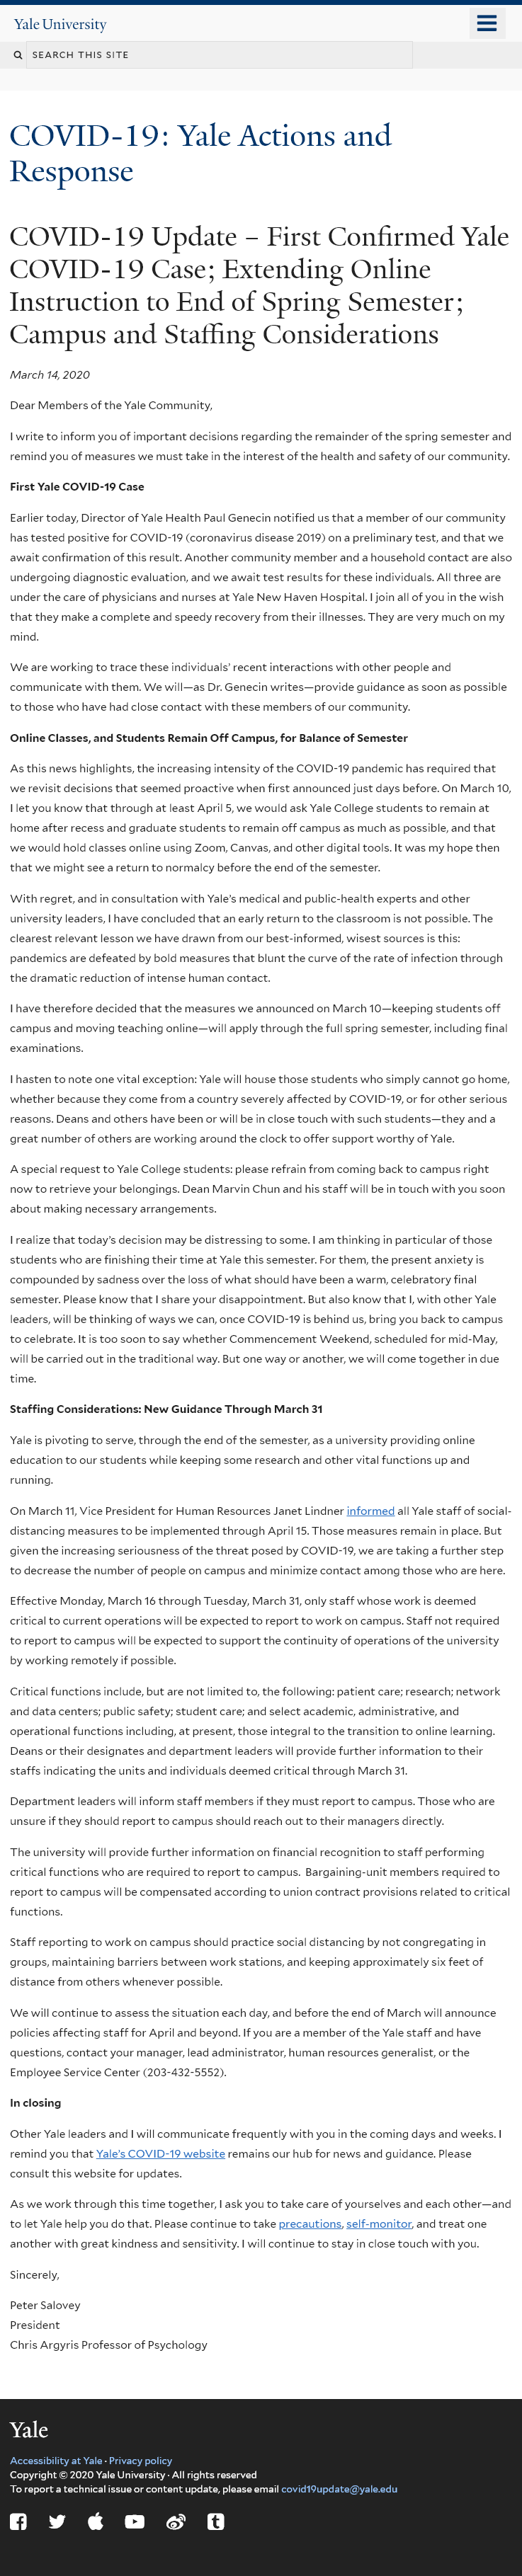 Yale University
SEARCH THIS SITE
COVID-19: Yale Actions and
Response
COVID-19 Update – First Confirmed Yale
COVID-19 Case; Extending Online
Instruction to End of Spring Semester;
Campus and Staffing Considerations
March 14, 2020
Dear Members of the Yale Community,
I write to inform you of important decisions regarding the remainder of the spring semester and
remind you of measures we must take in the interest of the health and safety of our community.
First Yale COVID-19 Case
Earlier today, Director of Yale Health Paul Genecin notified us that a member of our community
has tested positive for COVID-19 (coronavirus disease 2019) on a preliminary test, and that we
await confirmation of this result. Another community member and a household contact are also
undergoing diagnostic evaluation, and we await test results for these individuals. All three are
under the care of physicians and nurses at Yale New Haven Hospital. I join all of you in the wish
that they make a complete and speedy recovery from their illnesses. They are very much on my
mind.
We are working to trace these individuals' recent interactions with other people and
communicate with them. We will—as Dr. Genecin writes—provide guidance as soon as possible
to those who have had close contact with these members of our community.
Online Classes, and Students Remain Off Campus, for Balance of Semester
As this news highlights, the increasing intensity of the COVID-19 pandemic has required that
we revisit decisions that seemed proactive when first announced just days before. On March 10,
I let you know that through at least April 5, we would ask Yale College students to remain at
home after recess and graduate students to remain off campus as much as possible, and that
we would hold classes online using Zoom, Canvas, and other digital tools. It was my hope then
that we might see a return to normalcy before the end of the semester.
With regret, and in consultation with Yale's medical and public-health experts and other
university leaders, I have concluded that an early return to the classroom is not possible. The
clearest relevant lesson we have drawn from our best-informed, wisest sources is this:
pandemics are defeated by bold measures that blunt the curve of the rate of infection through
the dramatic reduction of intense human contact.
I have therefore decided that the measures we announced on March 10—keeping students off
campus and moving teaching online—will apply through the full spring semester, including final
examinations.
I hasten to note one vital exception: Yale will house those students who simply cannot go home,
whether because they come from a country severely affected by COVID-19, or for other serious
reasons. Deans and others have been or will be in close touch with such students—they and a
great number of others are working around the clock to offer support worthy of Yale.
A special request to Yale College students: please refrain from coming back to campus right
now to retrieve your belongings. Dean Marvin Chun and his staff will be in touch with you soon
about making necessary arrangements.
I realize that today's decision may be distressing to some. I am thinking in particular of those
students who are finishing their time at Yale this semester. For them, the present anxiety is
compounded by sadness over the loss of what should have been a warm, celebratory final
semester. Please know that I share your disappointment. But also know that I, with other Yale
leaders, will be thinking of ways we can, once COVID-19 is behind us, bring you back to campus
to celebrate. It is too soon to say whether Commencement Weekend, scheduled for mid-May,
will be carried out in the traditional way. But one way or another, we will come together in due
time.
Staffing Considerations: New Guidance Through March 31
Yale is pivoting to serve, through the end of the semester, as a university providing online
education to our students while keeping some research and other vital functions up and
running.
On March 11, Vice President for Human Resources Janet Lindner informed all Yale staff of social-
distancing measures to be implemented through April 15. Those measures remain in place. But
given the increasing seriousness of the threat posed by COVID-19, we are taking a further step
to decrease the number of people on campus and minimize contact among those who are here.
Effective Monday, March 16 through Tuesday, March 31, only staff whose work is deemed
critical to current operations will be expected to report to work on campus. Staff not required
to report to campus will be expected to support the continuity of operations of the university
by working remotely if possible.
Critical functions include, but are not limited to, the following: patient care; research; network
and data centers; public safety; student care; and select academic, administrative, and
operational functions including, at present, those integral to the transition to online learning.
Deans or their designates and department leaders will provide further information to their
staffs indicating the units and individuals deemed critical through March 31.
Department leaders will inform staff members if they must report to campus. Those who are
unsure if they should report to campus should reach out to their managers directly.
The university will provide further information on financial recognition to staff performing
critical functions who are required to report to campus.  Bargaining-unit members required to
report to campus will be compensated according to union contract provisions related to critical
functions.
Staff reporting to work on campus should practice social distancing by not congregating in
groups, maintaining barriers between work stations, and keeping approximately six feet of
distance from others whenever possible.
We will continue to assess the situation each day, and before the end of March will announce
policies affecting staff for April and beyond. If you are a member of the Yale staff and have
questions, contact your manager, lead administrator, human resources generalist, or the
Employee Service Center (203-432-5552).
In closing
Other Yale leaders and I will communicate frequently with you in the coming days and weeks. I
remind you that Yale's COVID-19 website remains our hub for news and guidance. Please
consult this website for updates.
As we work through this time together, I ask you to take care of yourselves and each other—and
to let Yale help you do that. Please continue to take precautions, self-monitor, and treat one
another with great kindness and sensitivity. I will continue to stay in close touch with you.
Sincerely,
Peter Salovey
President
Chris Argyris Professor of Psychology
Yale
Accessibility at Yale · Privacy policy
Copyright © 2020 Yale University · All rights reserved
To report a technical issue or content update, please email covid19update@yale.edu